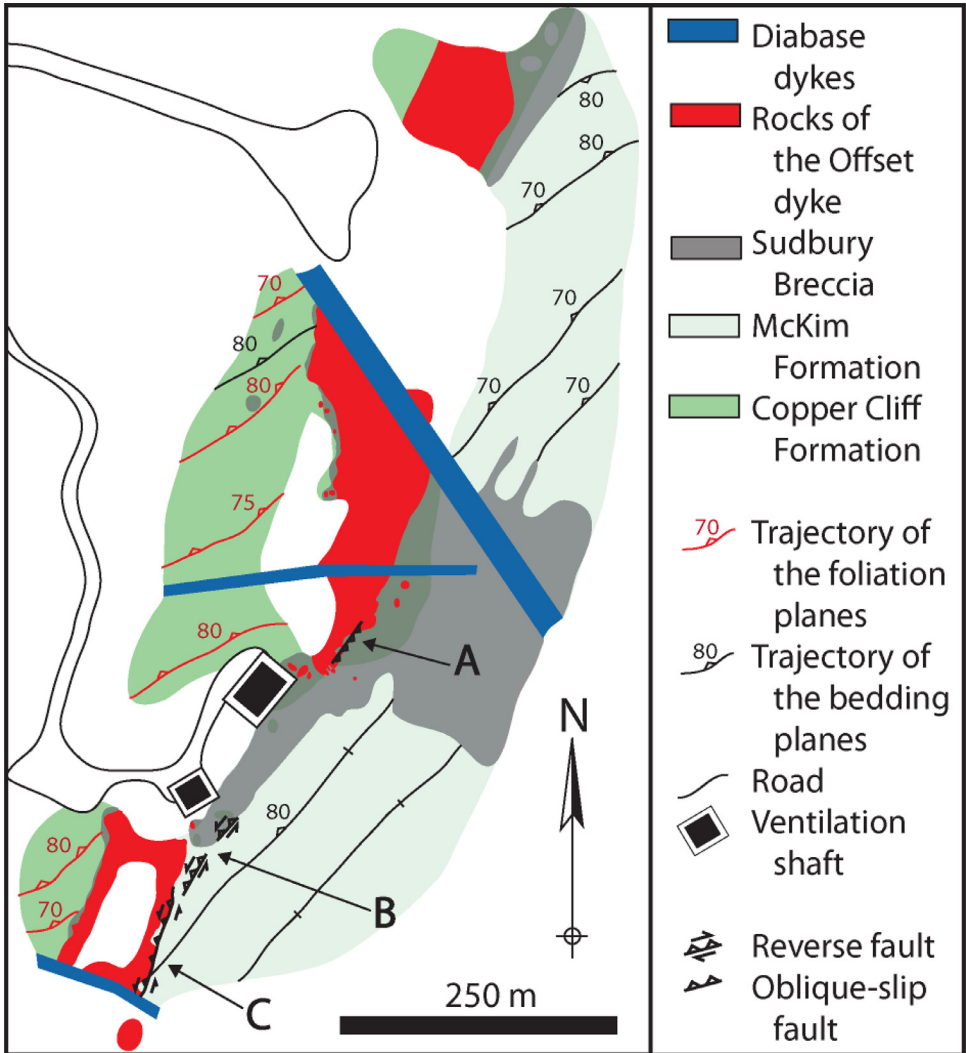 80
80
70
70
80
80
70
70
70
75
80
A
N
80
80
70
B
C
250 m
Diabase
dykes
Rocks of
the Offset
dyke
Sudbury
Breccia
McKim
Formation
Copper Cliff
Formation
70
Trajectory of
the foliation
planes
80
Trajectory of
the bedding
planes
Road
Ventilation
shaft
Reverse fault
Oblique-slip
fault